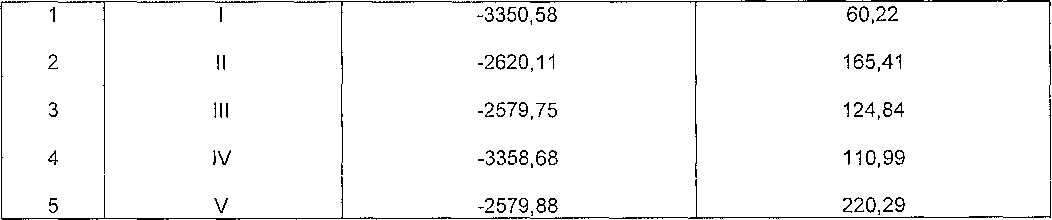 1 I -3350,58 60,22
2 II -2620,11 165,41
3 III -2579,75 124,84
4 IV -3358,68 110,99
5 V -2579,88 220,29